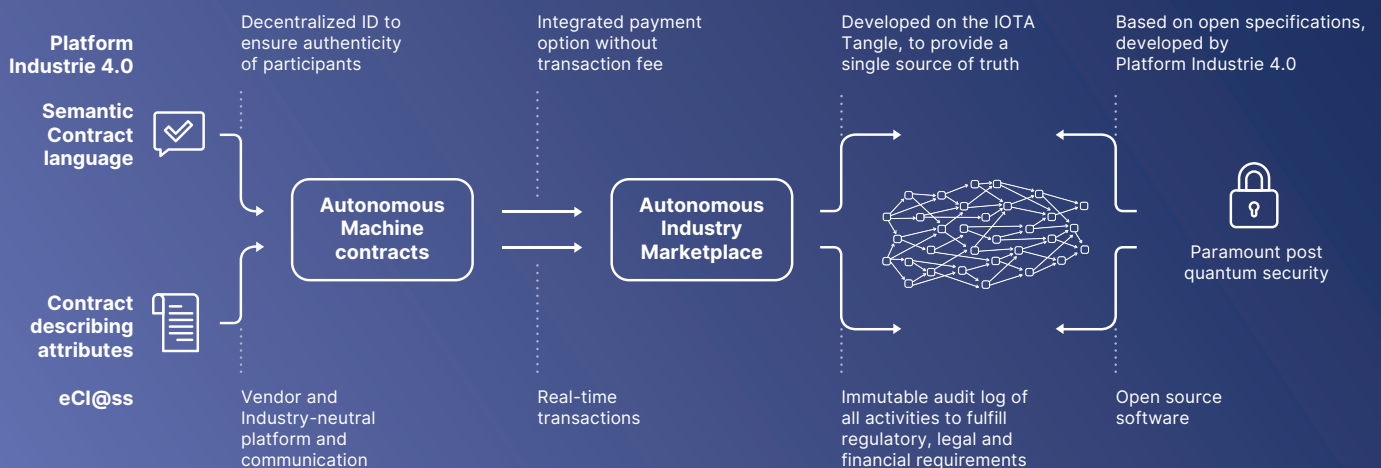 Platform
Industrie 4.0
Semantic
Contract
language
Contract
describing
attributes
eCl@ss
Decentralized ID to
ensure authenticity
of participants
Vendor and
Industry-neutral
platform and
communication
Autonomous
Machine
contracts
Integrated payment
option without
transaction fee
Real-time
transactions
Autonomous
Industry
Marketplace
Developed on the IOTA
Tangle, to provide a
single source of truth
Immutable audit log of
all activities to fulfill
regulatory, legal and
financial requirements
Based on open specifications,
developed by
Platform Industrie 4.0
Open source
software
Paramount post
quantum security